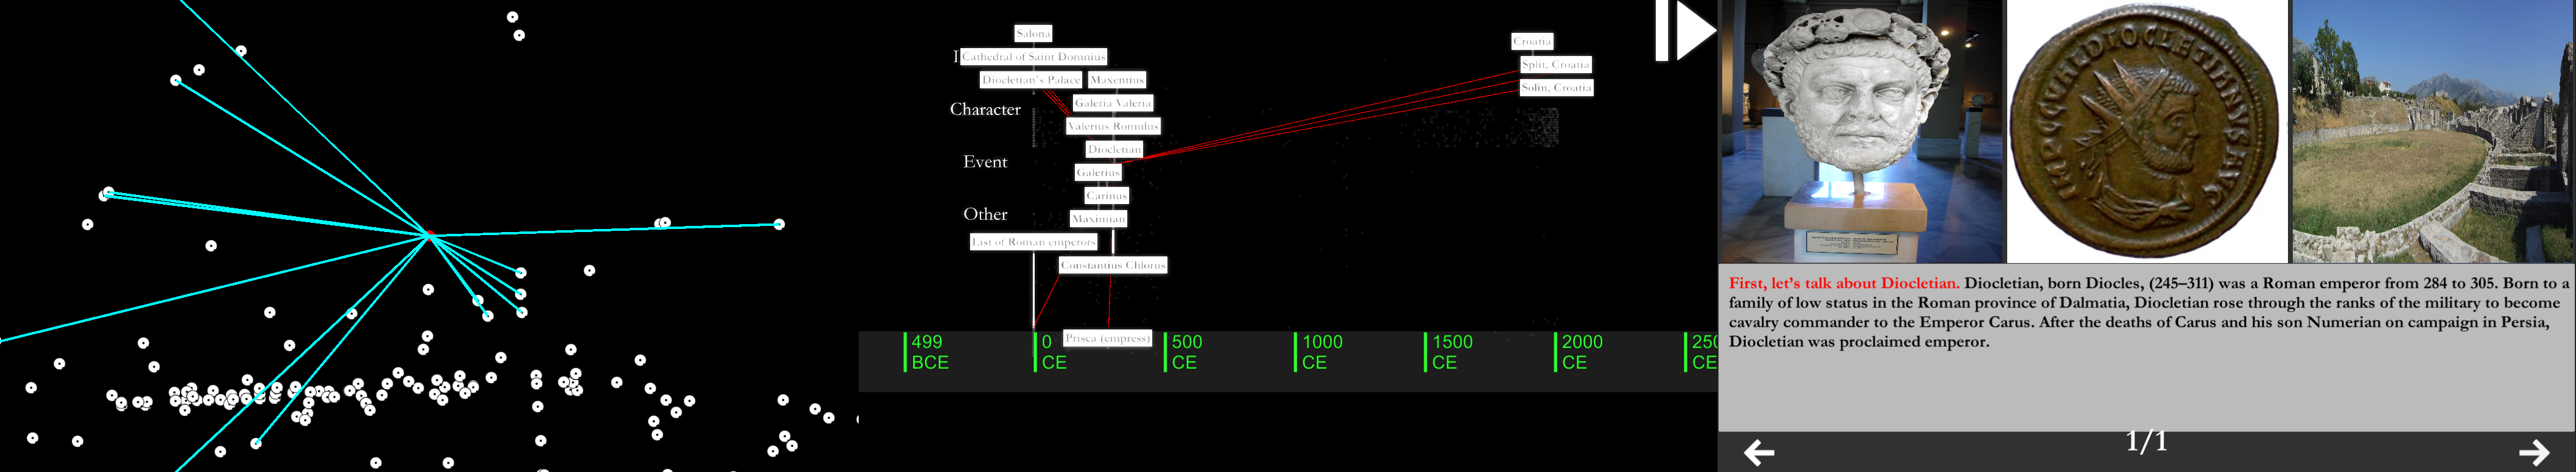 Salona
Cathedral of Saint Domnius
Diocletian's Palace
Maxentius
Character
Galeria Valeria
Valerius Romulus
Diocletian
Event
Galerius
Carinus
Other
Maximian
List of Roman emperors
Constantius Chlorus
Prisca (empress)
Croatia
Split, Croatia
Solin, Croatia
499 BCE
0 CE
500 CE
1000 CE
1500 CE
2000 CE
First, let's talk about Diocletian. Diocletian, born Diocles, (245–311) was a Roman emperor from 284 to 305. Born to a
family of low status in the Roman province of Dalmatia, Diocletian rose through the ranks of the military to become
cavalry commander to the Emperor Carus. After the deaths of Carus and his son Numerian on campaign in Persia,
Diocletian was proclaimed emperor.
1/1